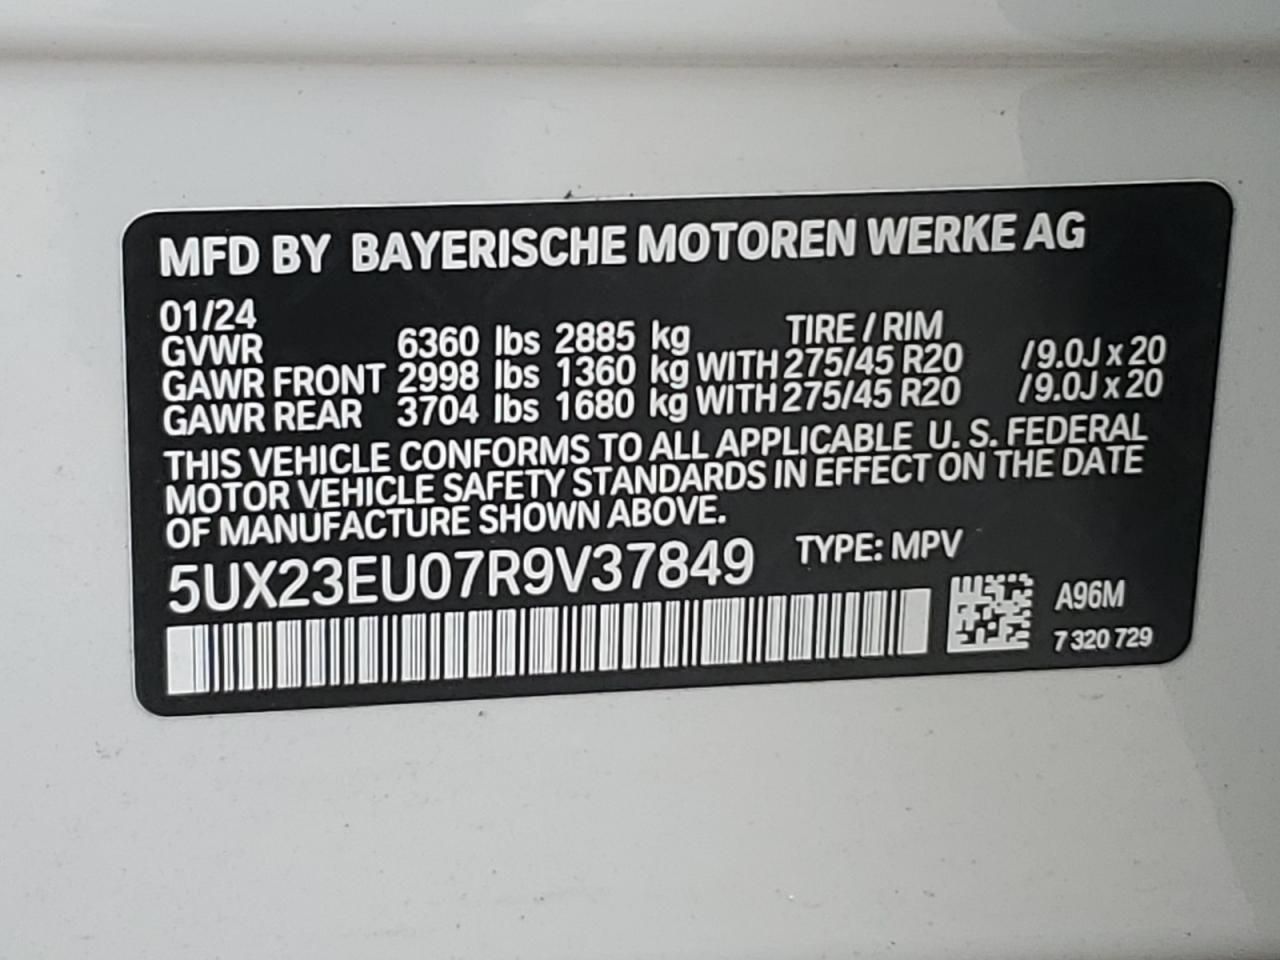 MFD BY BAYERISCHE MOTOREN WERKE AG
01/24
GVWR 6360 lbs 2885 kg TIRE / RIM
GAWR FRONT 2998 lbs 1360 kg WITH 275/45 R20 /9.0J x 20
GAWR REAR 3704 lbs 1680 kg WITH 275/45 R20 /9.0J x 20
THIS VEHICLE CONFORMS TO ALL APPLICABLE U. S. FEDERAL
MOTOR VEHICLE SAFETY STANDARDS IN EFFECT ON THE DATE
OF MANUFACTURE SHOWN ABOVE.
5UX23EU07R9V37849 TYPE: MPV
A96M
7 320 729